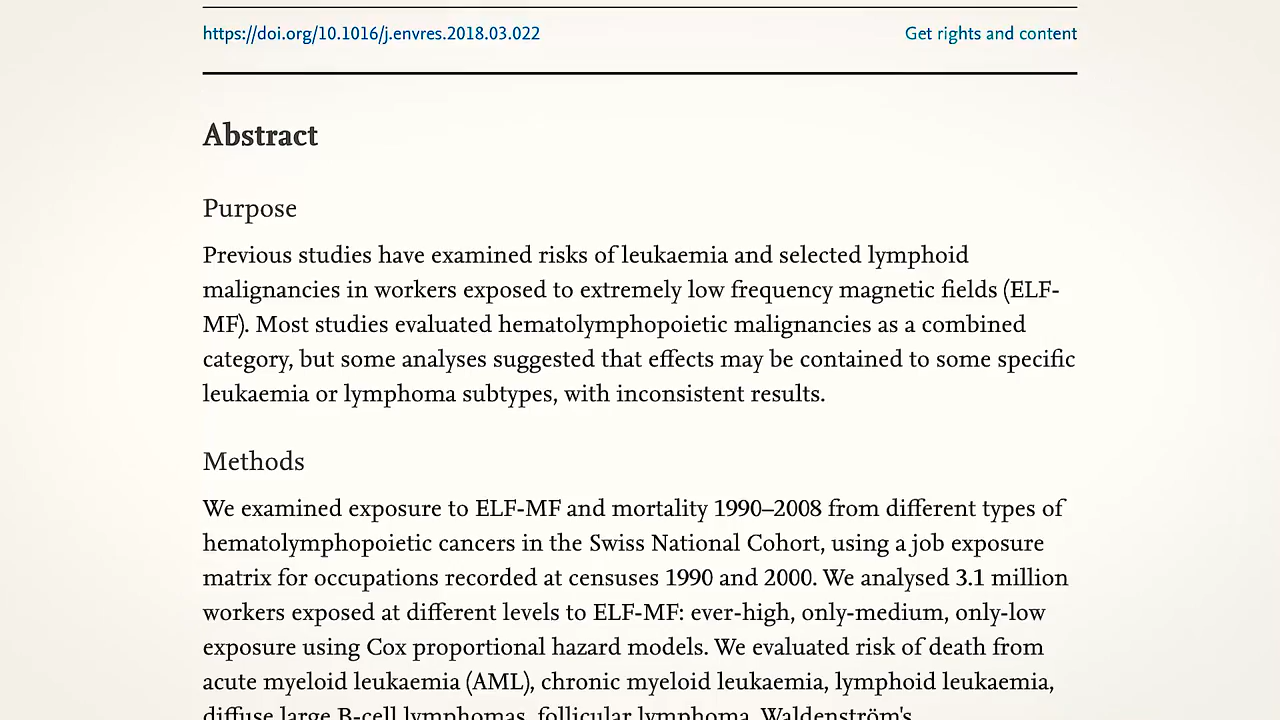 https://doi.org/10.1016/j.envres.2018.03.022
Get rights and content
Abstract
Purpose
Previous studies have examined risks of leukaemia and selected lymphoid
malignancies in workers exposed to extremely low frequency magnetic fields (ELF-
MF). Most studies evaluated hematolymphopoietic malignancies as a combined
category, but some analyses suggested that effects may be contained to some specific
leukaemia or lymphoma subtypes, with inconsistent results.
Methods
We examined exposure to ELF-MF and mortality 1990–2008 from different types of
hematolymphopoietic cancers in the Swiss National Cohort, using a job exposure
matrix for occupations recorded at censuses 1990 and 2000. We analysed 3.1 million
workers exposed at different levels to ELF-MF: ever-high, only-medium, only-low
exposure using Cox proportional hazard models. We evaluated risk of death from
acute myeloid leukaemia (AML), chronic myeloid leukaemia, lymphoid leukaemia,
diffuse large B-cell lymphomas, follicular lymphoma, Waldenström's